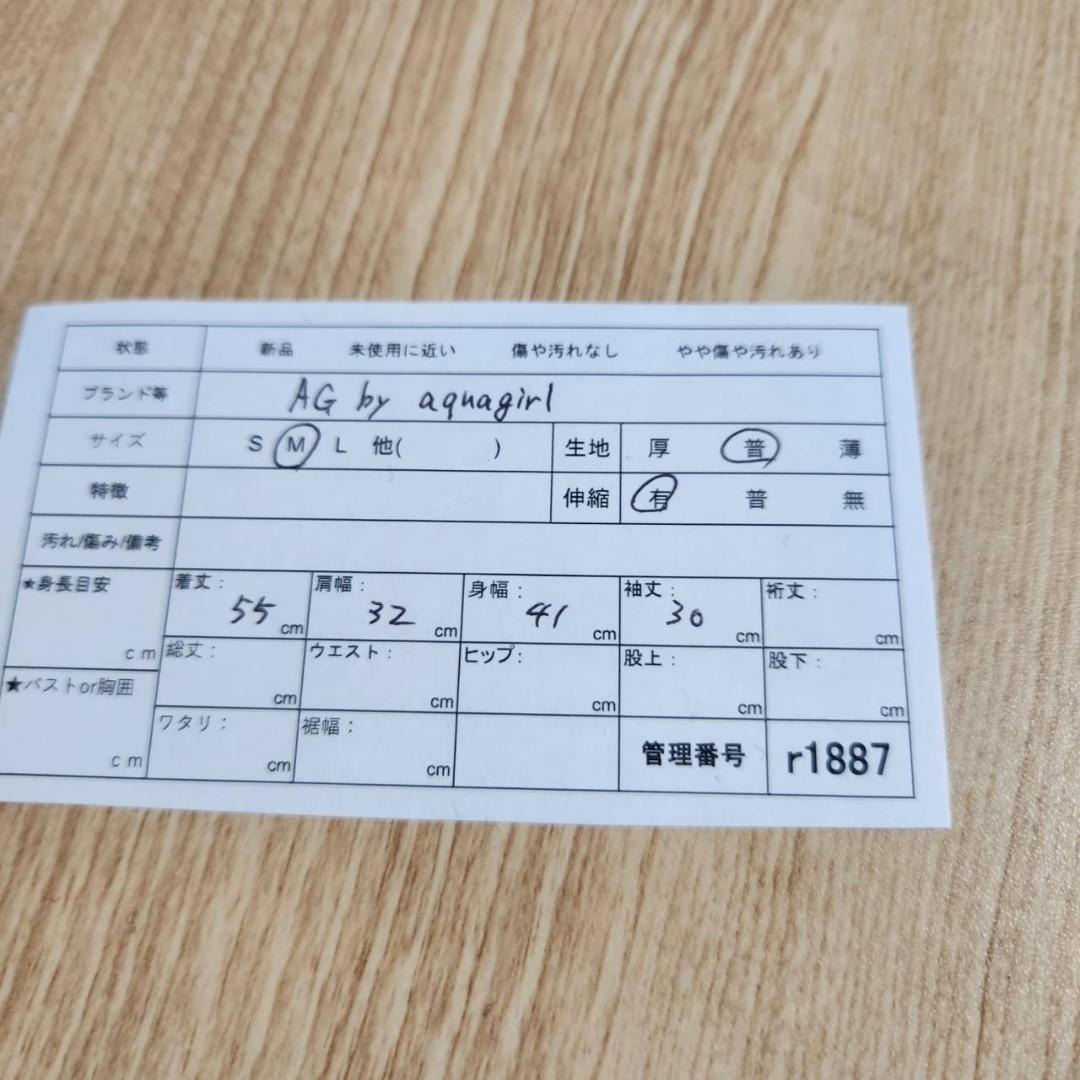 状態 新品 未使用に近い 傷や汚れなし やや傷や汚れあり
ブランド等 AG by aquagirl
サイズ S M L 他( ) 生地 厚 普 薄
特徴 伸縮 有 普 無
汚れ/傷み/備考
★身長目安 cm 着丈: 55 cm 肩幅: 32 cm 身幅: 41 cm 袖丈: 30 cm 裄丈: cm
★バストor胸囲 cm 総丈: cm ウエスト: cm ヒップ: cm 股上: cm 股下: cm
ワタリ: cm 裾幅: cm 管理番号 r1887